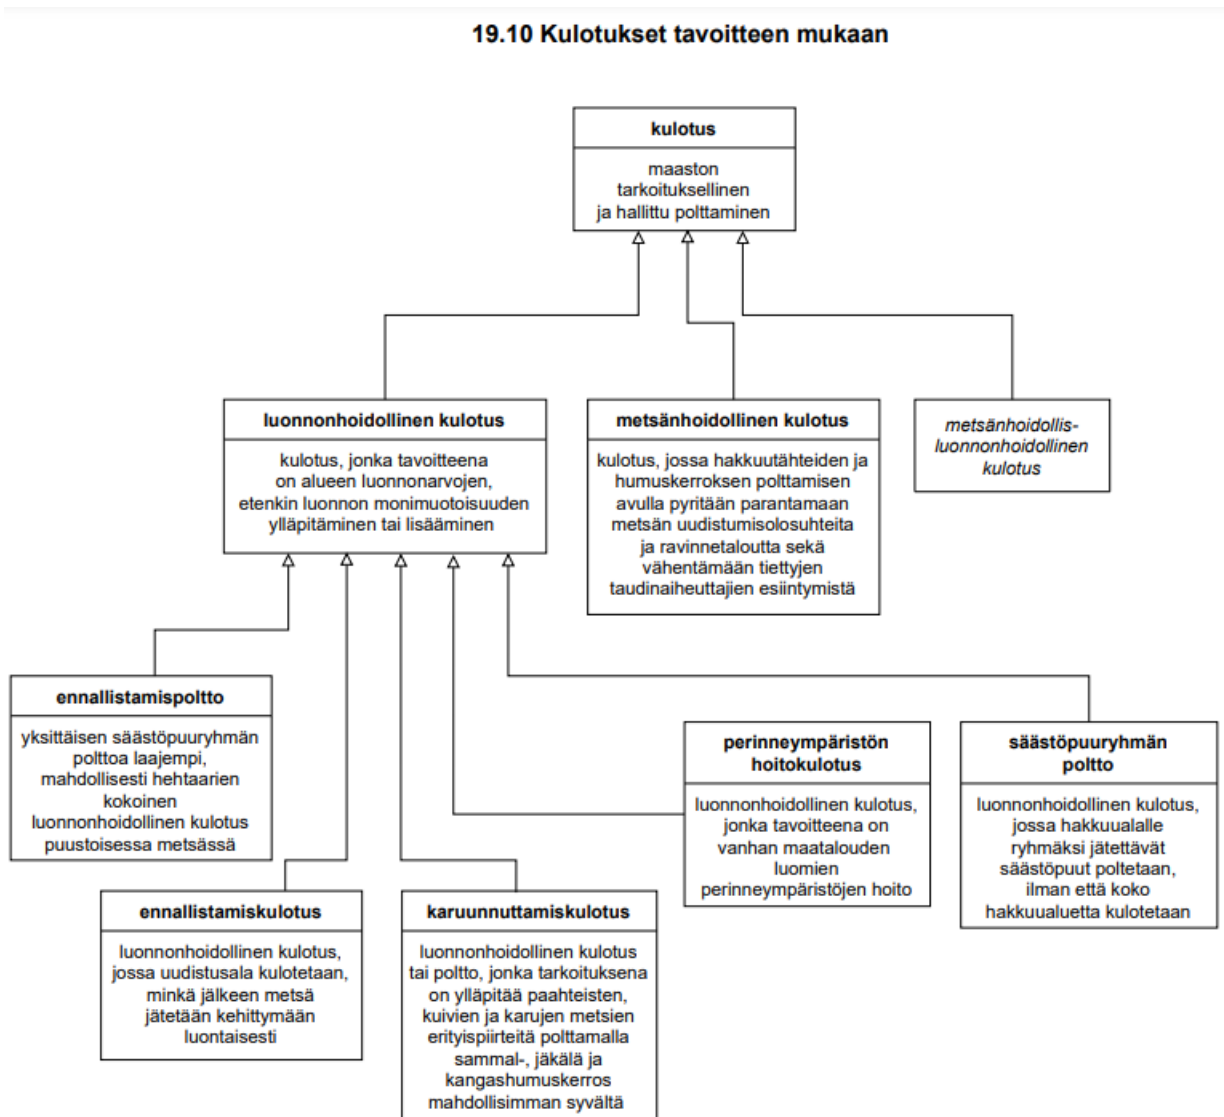 19.10 Kulotukset tavoitteen mukaan
kulotus
maaston
tarkoituksellinen
ja hallittu polttaminen
luonnonhoidollinen kulotus
kulotus, jonka tavoitteena
on alueen luonnonarvojen,
etenkin luonnon monimuotoisuuden
ylläpitäminen tai lisääminen
metsänhoidollinen kulotus
kulotus, jossa hakkuutähteiden ja
humuskerroksen polttamisen
avulla pyritään parantamaan
metsän uudistumisolosuhteita
ja ravinnetaloutta sekä
vähentämään tiettyjen
taudinaiheuttajien esiintymistä
metsänhoidollis-
luonnonhoidollinen
kulotus
ennallistamispoltto
yksittäisen säästöpuuryhmän
polttoa laajempi,
mahdollisesti hehtaarien
kokoinen
luonnonhoidollinen kulotus
puustoisessa metsässä
perinneympäristön
hoitokulotus
luonnonhoidollinen kulotus,
jonka tavoitteena on
vanhan maatalouden
luomien
perinneympäristöjen hoito
säästöpuuryhmän
poltto
luonnonhoidollinen kulotus,
jossa hakkuualalle
ryhmäksi jätettävät
säästöpuut poltetaan,
ilman että koko
hakkuualuetta kulotetaan
ennallistamiskulotus
luonnonhoidollinen kulotus,
jossa uudistusala kulotetaan,
minkä jälkeen metsä
jätetään kehittymään
luontaisesti
karuunnuttamiskulotus
luonnonhoidollinen kulotus
tai poltto, jonka tarkoituksena
on ylläpitää paahteisten,
kuivien ja karujen metsien
erityispiirteitä polttamalla
sammal-, jäkälä ja
kangashumuskerros
mahdollisimman syvältä